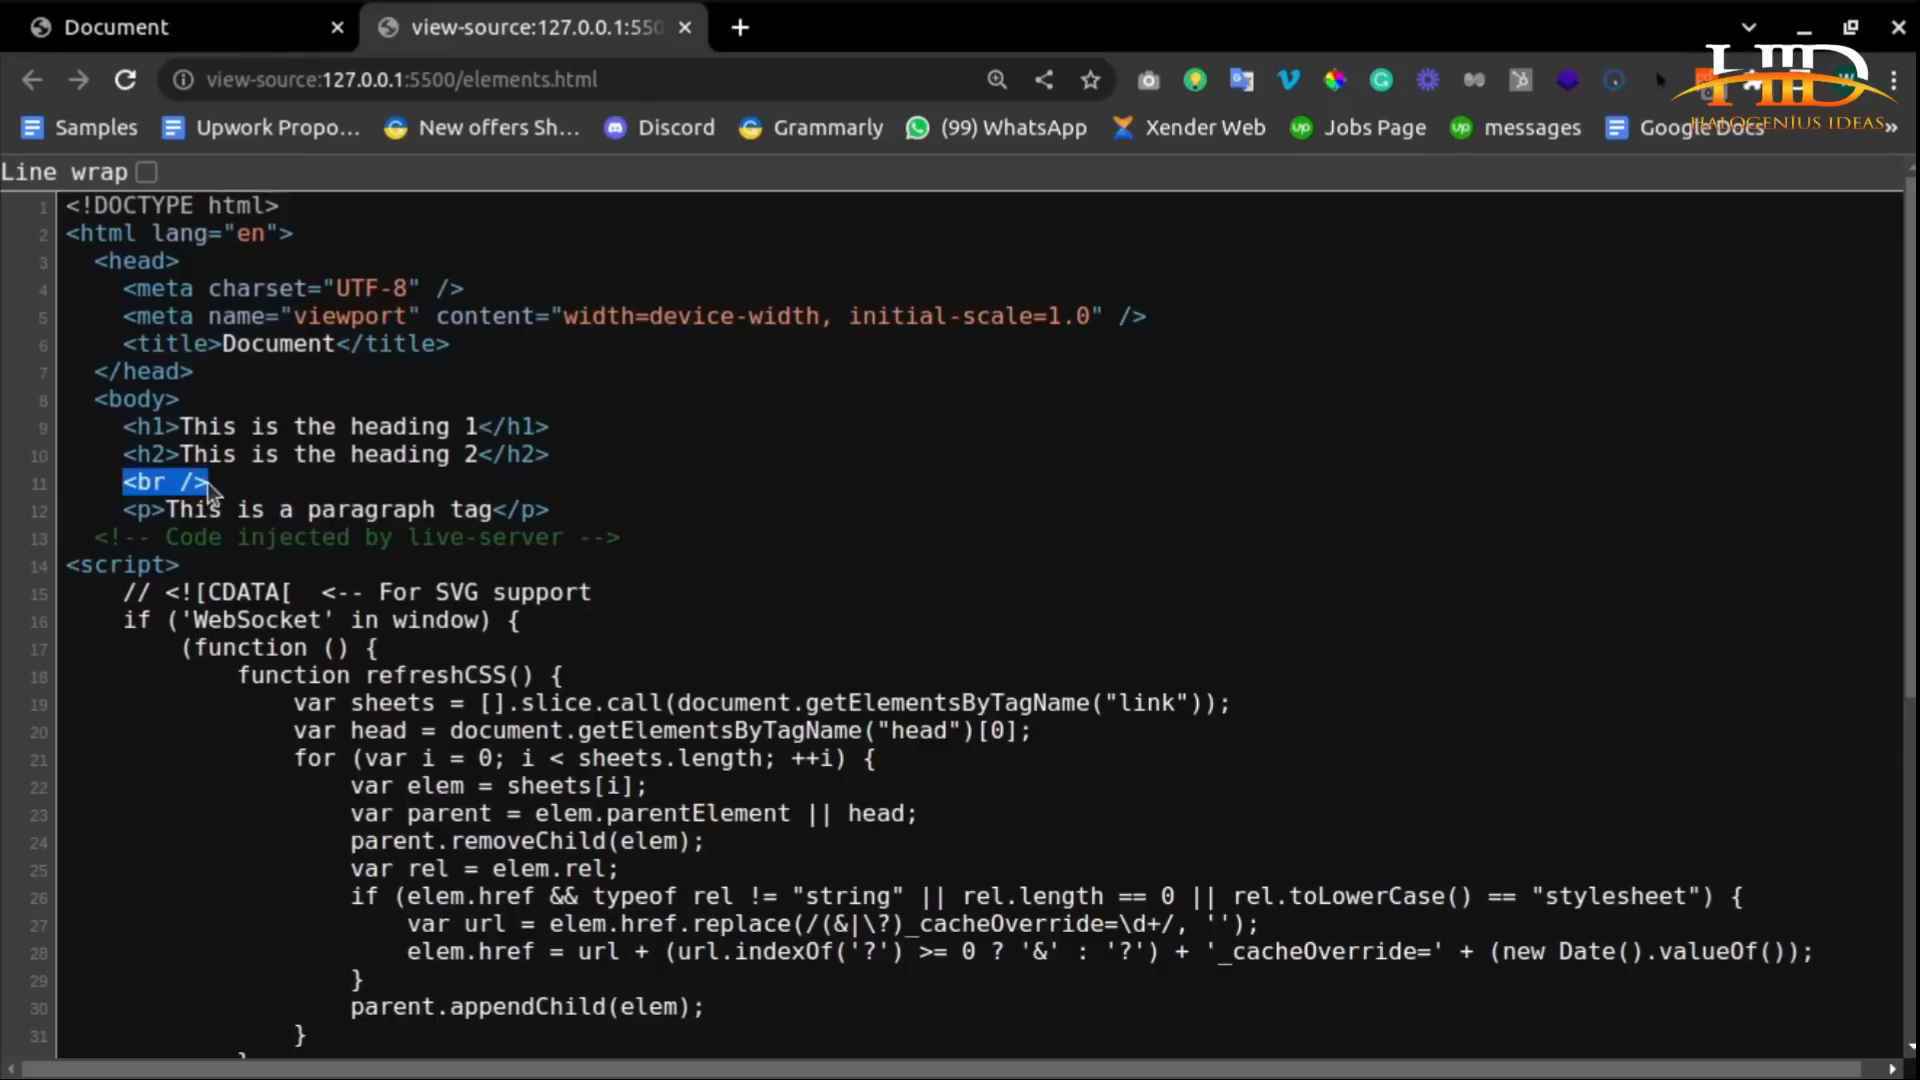 Document
view-source:127.0.0.1:550
view-source:127.0.0.1:5500/elements.html
Samples
Upwork Propo...
New offers Sh...
Discord
Grammarly
(99) WhatsApp
Xender Web
Jobs Page
messages
Google Docs
HID
HALOGENIUS IDEAS
Line wrap
1 <!DOCTYPE html>
2 <html lang="en">
3 <head>
4 <meta charset="UTF-8" />
5 <meta name="viewport" content="width=device-width, initial-scale=1.0" />
6 <title>Document</title>
7 </head>
8 <body>
9 <h1>This is the heading 1</h1>
10 <h2>This is the heading 2</h2>
11 <br />
12 <p>This is a paragraph tag</p>
13 <!-- Code injected by live-server -->
14 <script>
15 // <![CDATA[  <-- For SVG support
16 if ('WebSocket' in window) {
17 (function () {
18 function refreshCSS() {
19 var sheets = [].slice.call(document.getElementsByTagName("link"));
20 var head = document.getElementsByTagName("head")[0];
21 for (var i = 0; i < sheets.length; ++i) {
22 var elem = sheets[i];
23 var parent = elem.parentElement || head;
24 parent.removeChild(elem);
25 var rel = elem.rel;
26 if (elem.href && typeof rel != "string" || rel.length == 0 || rel.toLowerCase() == "stylesheet") {
27 var url = elem.href.replace(/(&|\?)_cacheOverride=\d+/, '');
28 elem.href = url + (url.indexOf('?') >= 0 ? '&' : '?') + '_cacheOverride=' + (new Date().valueOf());
29 }
30 parent.appendChild(elem);
31 }